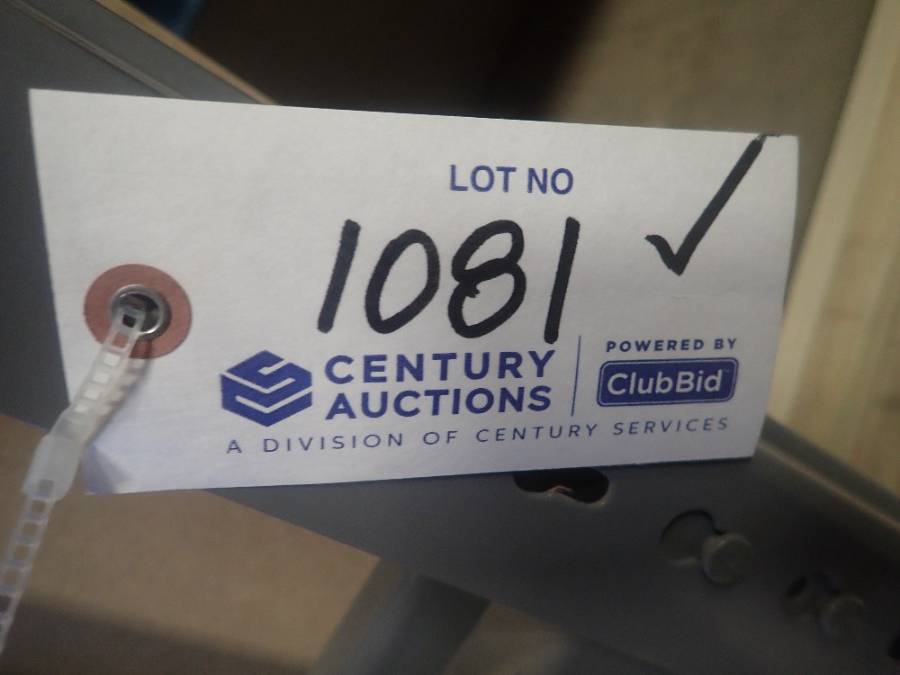 LOT NO
1081 ✓
CENTURY AUCTIONS
POWERED BY
ClubBid
A DIVISION OF CENTURY SERVICES